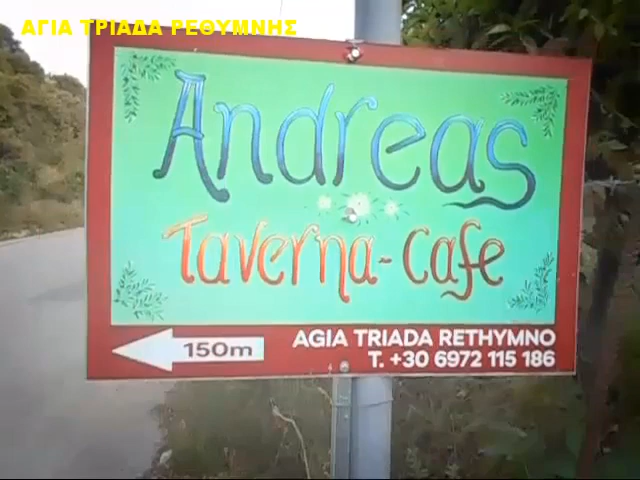 ΑΓΙΑ ΤΡΙΑΔΑ ΡΕΘΥΜΝΗΣ
Andreas
Taverna-Cafe
150m
AGIA TRIADA RETHYMNO
T. +30 6972 115 186